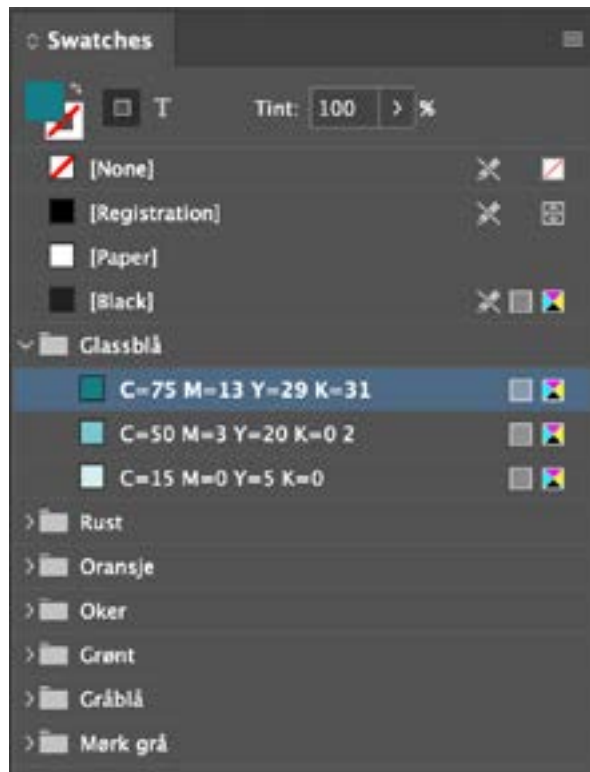 Swatches
T Tint: 100 > %
[None]
[Registration]
[Paper]
[Black]
Glassblå
C=75 M=13 Y=29 K=31
C=50 M=3 Y=20 K=0 2
C=15 M=0 Y=5 K=0
Rust
Oransje
Oker
Grønt
Gråblå
Mørk grå